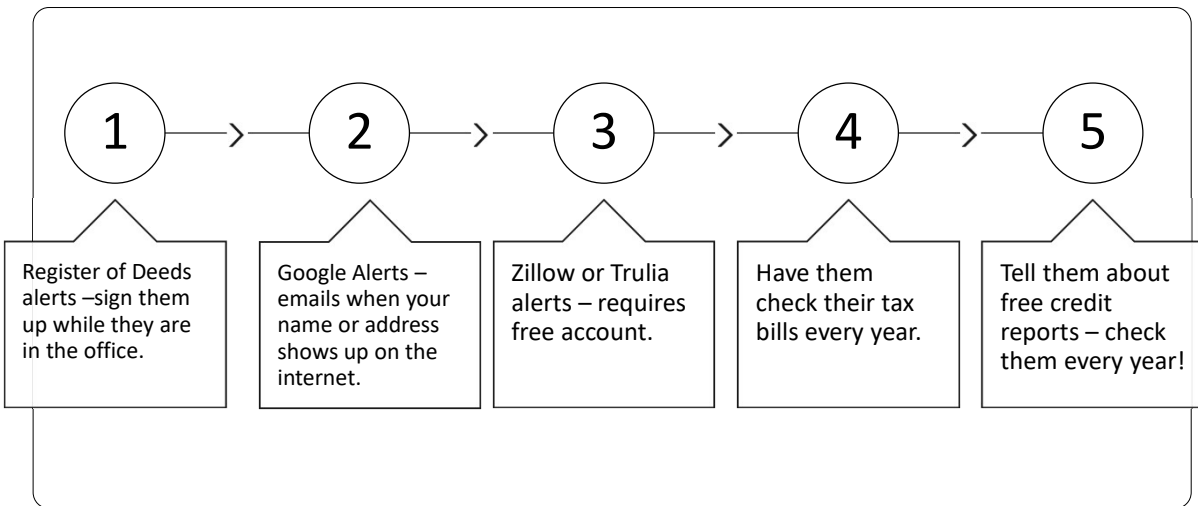 1
2
3
4
5
Register of Deeds
alerts –sign them
up while they are
in the office.
Google Alerts –
emails when your
name or address
shows up on the
internet.
Zillow or Trulia
alerts – requires
free account.
Have them
check their tax
bills every year.
Tell them about
free credit
reports – check
them every year!